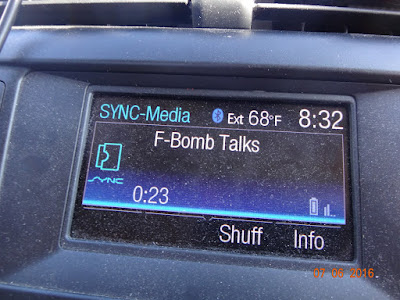 SYNC-Media Ext 68°F 8:32
F-Bomb Talks
SYNC
0:23
Shuff Info
07/06/2016